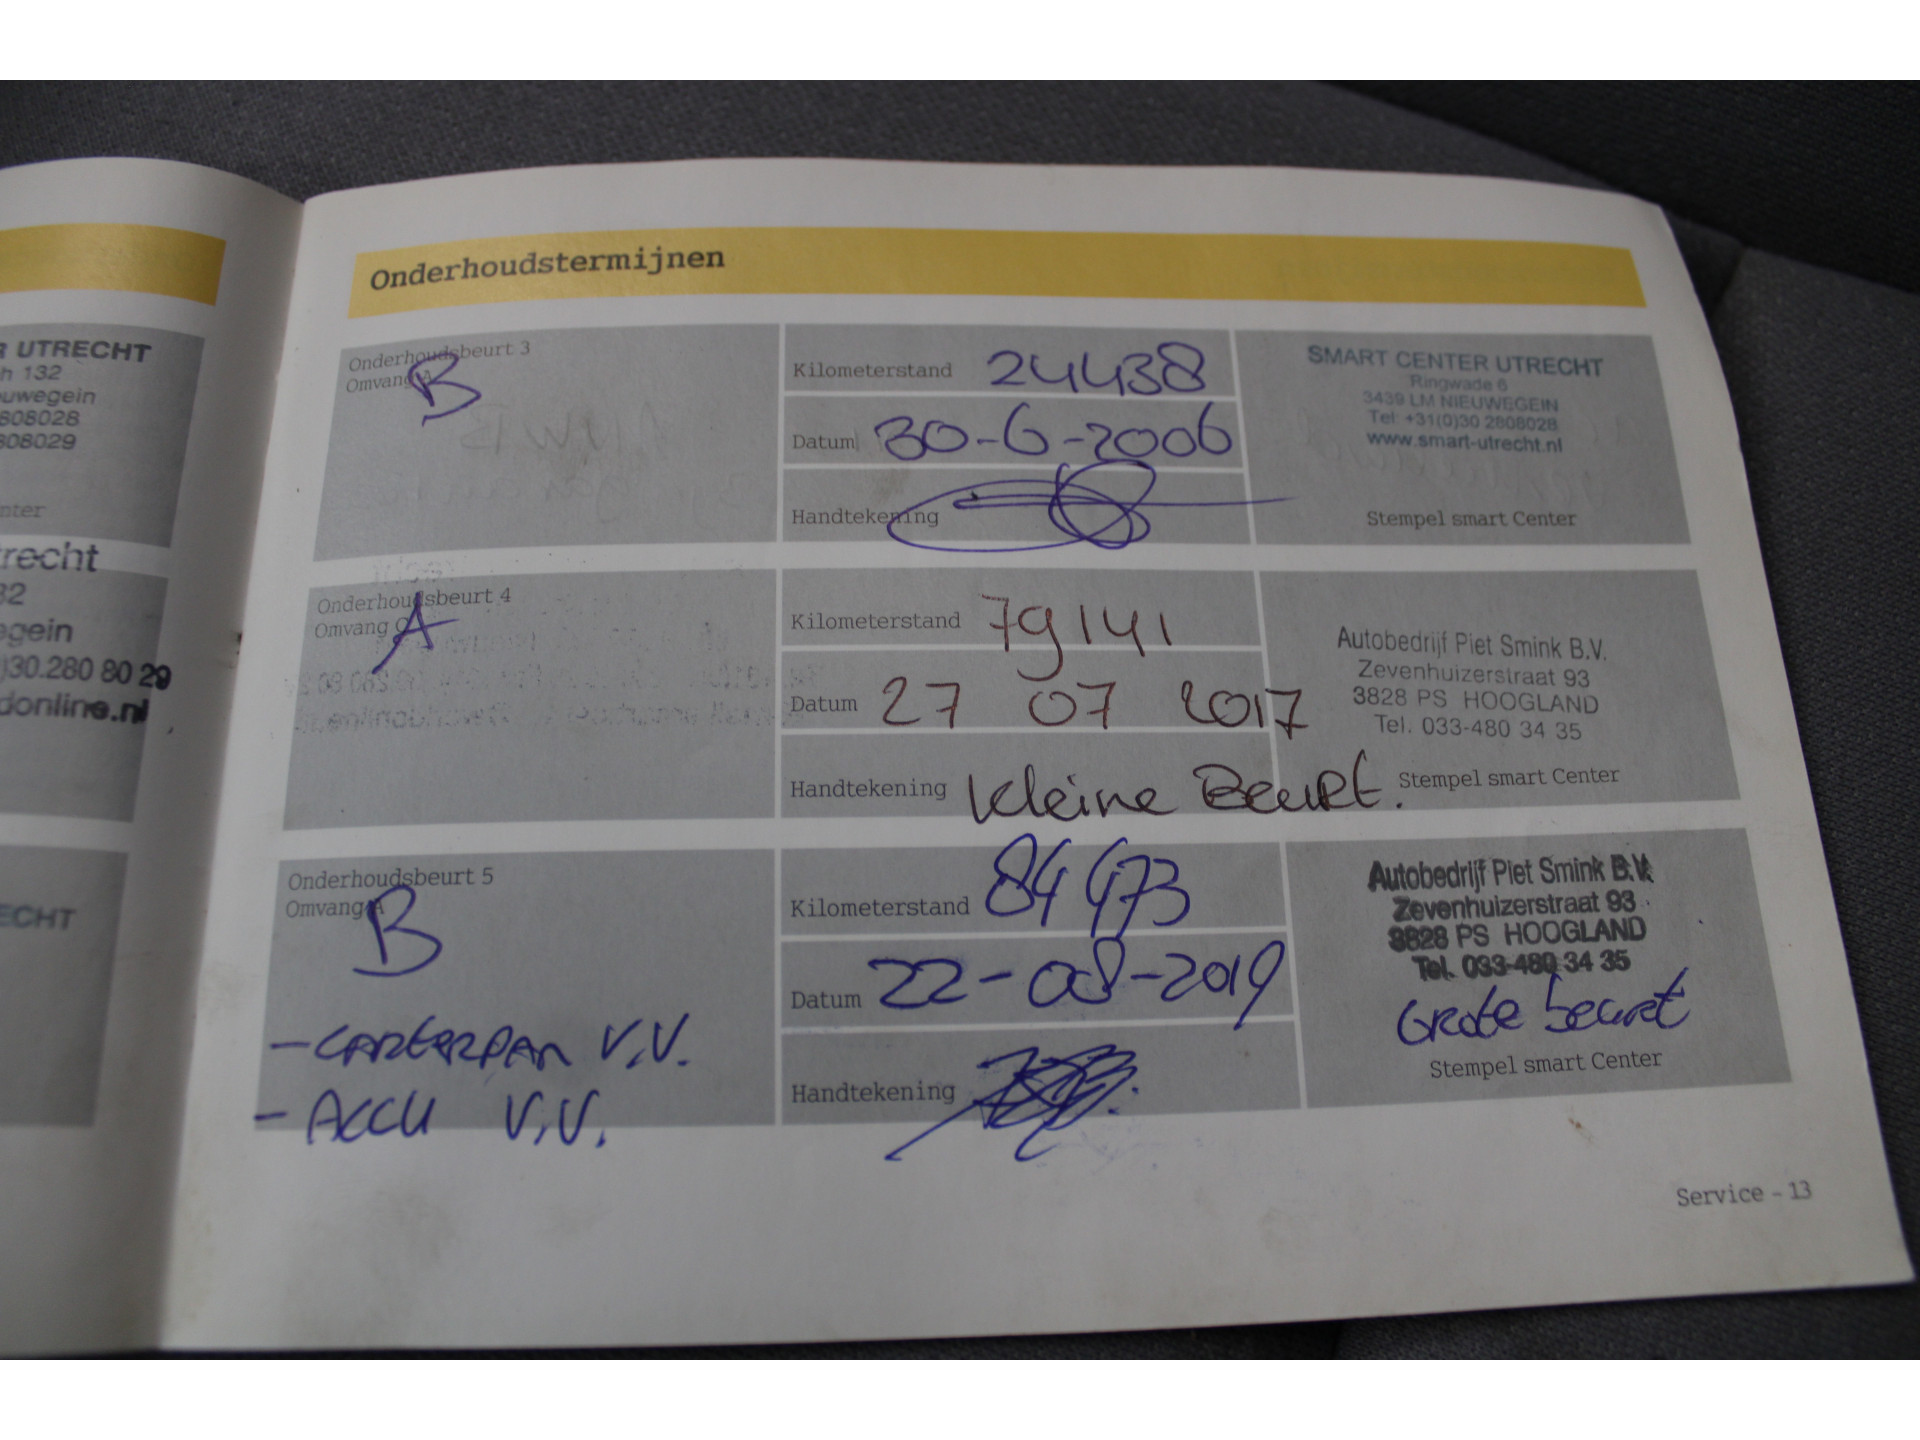 R UTRECHT
h 132
uwegein
808028
808029
nter
recht
32
egein
)30.280 80 29
donline.nl
ECHT
Onderhoudstermijnen
Onderhoudsbeurt 3
Omvang A
B
Kilometerstand 24438
Datum 30-6-2006
Handtekening
SMART CENTER UTRECHT
Ringwade 6
3439 LM NIEUWEGEIN
Tel: +31(0)30 2808028
www.smart-utrecht.nl
Stempel smart Center
Onderhoudsbeurt 4
Omvang C
A
Kilometerstand 79141
Datum 27 07 2017
Handtekening Kleine Beurt.
Autobedrijf Piet Smink B.V.
Zevenhuizerstraat 93
3828 PS HOOGLAND
Tel. 033-480 34 35
Stempel smart Center
Onderhoudsbeurt 5
Omvang A
B
- CARTERPAN V.V.
- ACCU V.V.
Kilometerstand 84473
Datum 22-08-2019
Handtekening
Autobedrijf Piet Smink B.V.
Zevenhuizerstraat 93
3828 PS HOOGLAND
Tel. 033-480 34 35
Grote beurt
Stempel smart Center
Service - 13